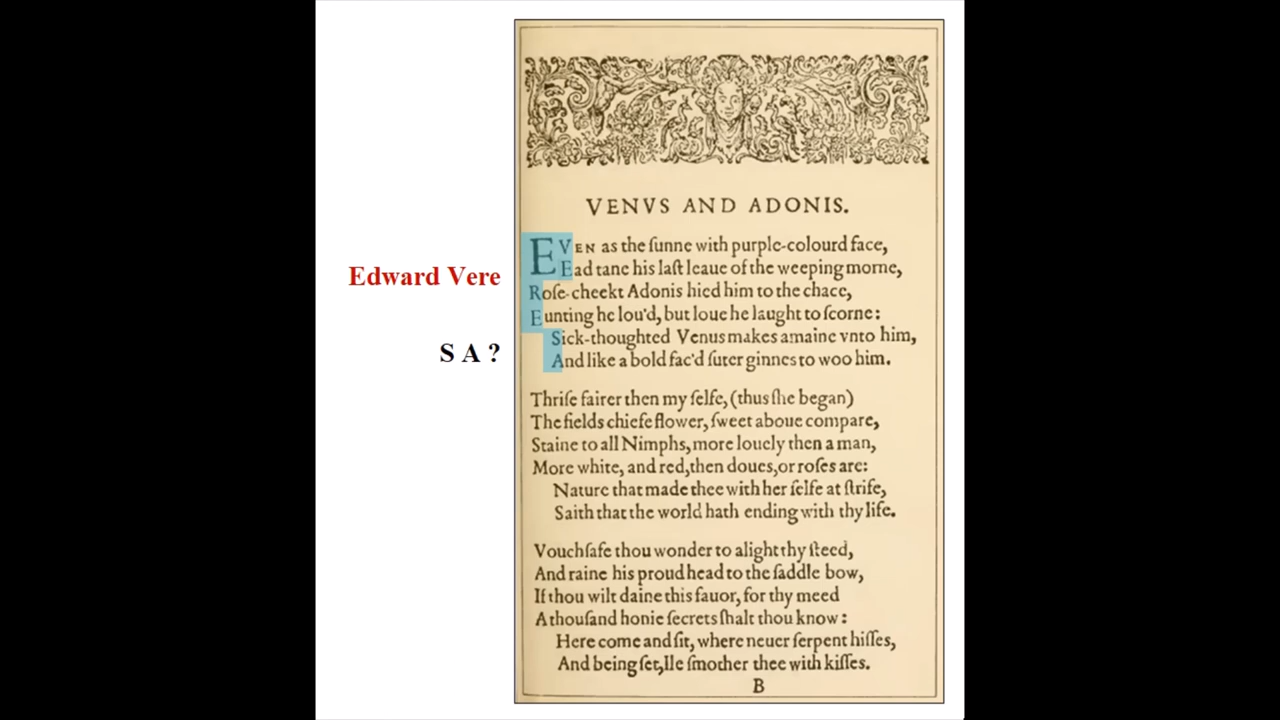 VENVS AND ADONIS.
EVEN as the ſunne with purple-colourd face,
Ead tane his laſt leaue of the weeping morne,
Edward Vere
Roſe-cheekt Adonis hied him to the chace,
Eunting he lou'd, but loue he laught to ſcorne:
Sick-thoughted Venus makes amaine vnto him,
S A ?
And like a bold fac'd ſuter ginnes to woo him.
Thriſe fairer then my ſelfe, (thus ſhe began)
The fields chiefe flower, ſweet aboue compare,
Staine to all Nimphs, more louely then a man,
More white, and red, then doues, or roſes are:
Nature that made thee with her ſelfe at ſtrife,
Saith that the world hath ending with thy life.
Vouchſafe thou wonder to alight thy ſteed,
And raine his proud head to the ſaddle bow,
If thou wilt daine this fauor, for thy meed
A thouſand honie ſecrets ſhalt thou know:
Here come and ſit, where neuer ſerpent hiſſes,
And being ſet, Ile ſmother thee with kiſſes.
B